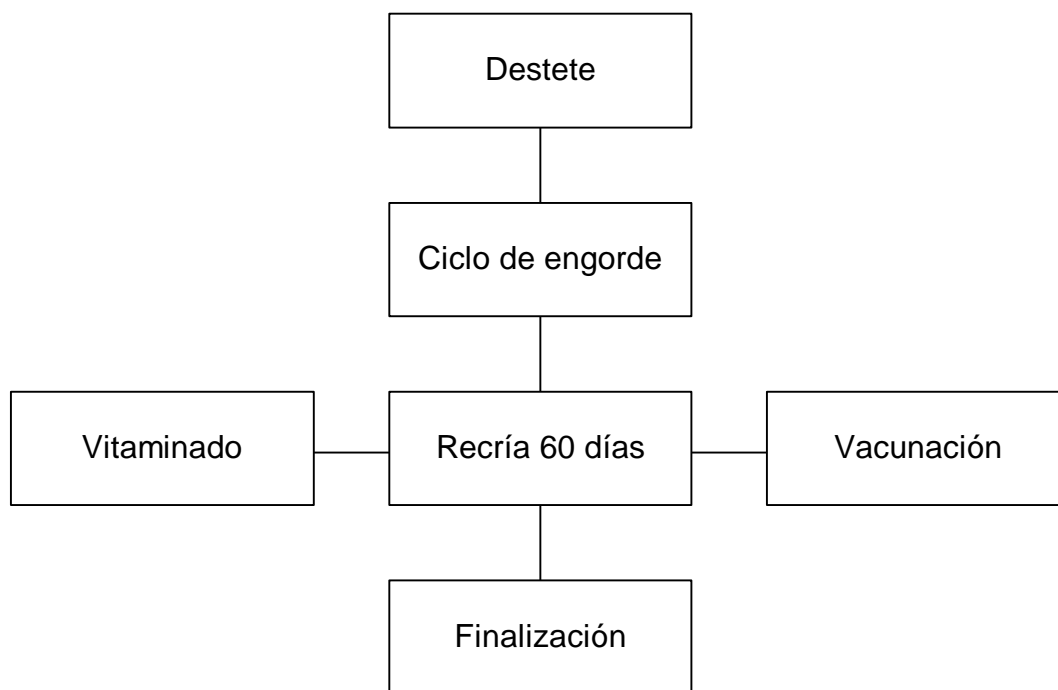 Destete
Ciclo de engorde
Vitaminado
Recría 60 días
Vacunación
Finalización